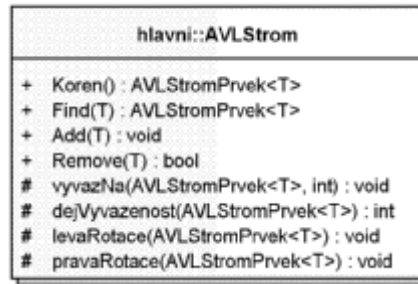 hlavni::AVLStrom
+ Koren() : AVLStromPrvek<T>
+ Find(T) : AVLStromPrvek<T>
+ Add(T) : void
+ Remove(T) : bool
# vyvazNa(AVLStromPrvek<T>, int) : void
# dejVyvazenost(AVLStromPrvek<T>) : int
# levaRotace(AVLStromPrvek<T>) : void
# pravaRotace(AVLStromPrvek<T>) : void